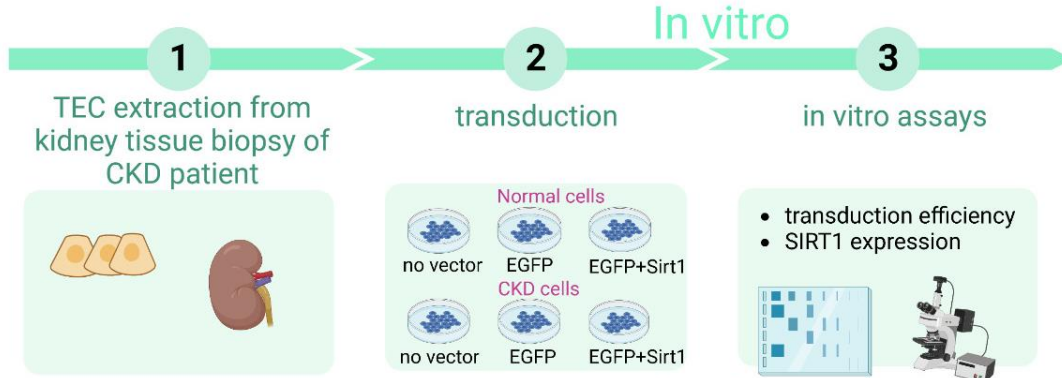 In vitro
1
2
3
TEC extraction from
kidney tissue biopsy of
CKD patient
transduction
in vitro assays
Normal cells
no vector EGFP EGFP+Sirt1
CKD cells
no vector EGFP EGFP+Sirt1
• transduction efficiency
• SIRT1 expression